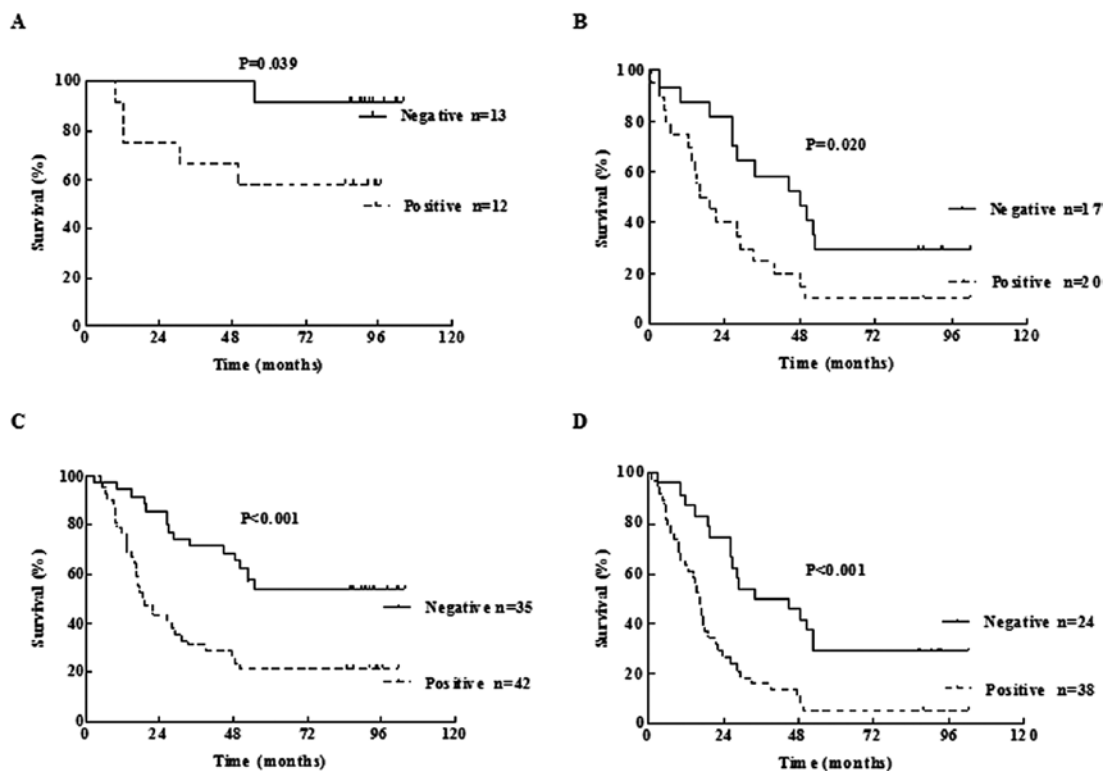 A
P=0.039
100
80
60
40
20
0
Survival (%)
Negative n=13
Positive n=12
0 24 48 72 96 120
Time (months)
B
P=0.020
100
80
60
40
20
0
Survival (%)
Negative n=17
Positive n=20
0 24 48 72 96 120
Time (months)
C
P<0.001
100
80
60
40
20
0
Survival (%)
Negative n=35
Positive n=42
0 24 48 72 96 120
Time (months)
D
P<0.001
100
80
60
40
20
0
Survival (%)
Negative n=24
Positive n=38
0 24 48 72 96 120
Time (months)